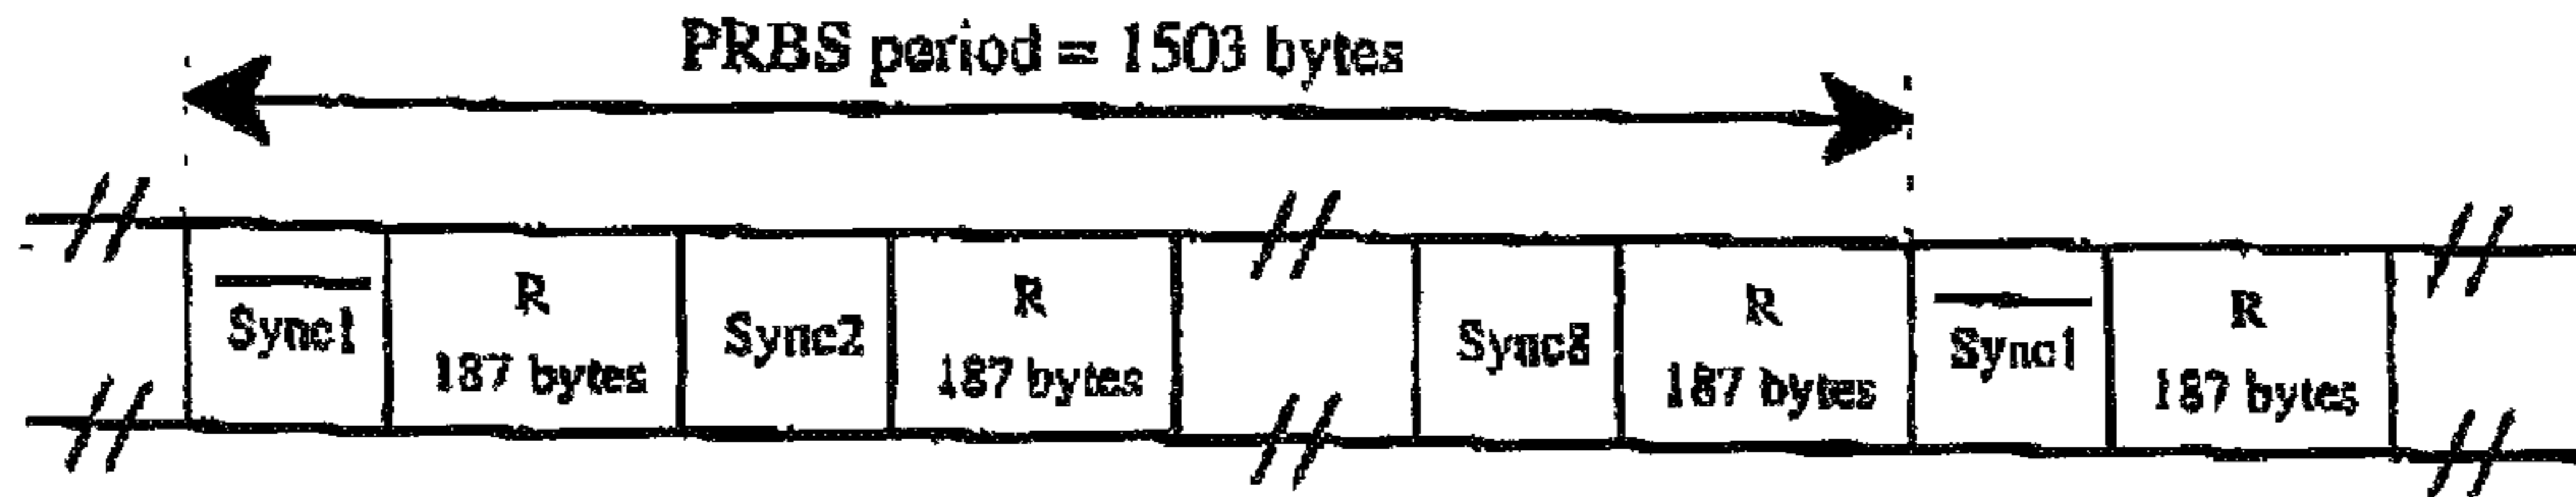 PRBS period = 1503 bytes
Sync1
R
187 bytes
Sync2
R
187 bytes
Sync8
R
187 bytes
Sync1
R
187 bytes